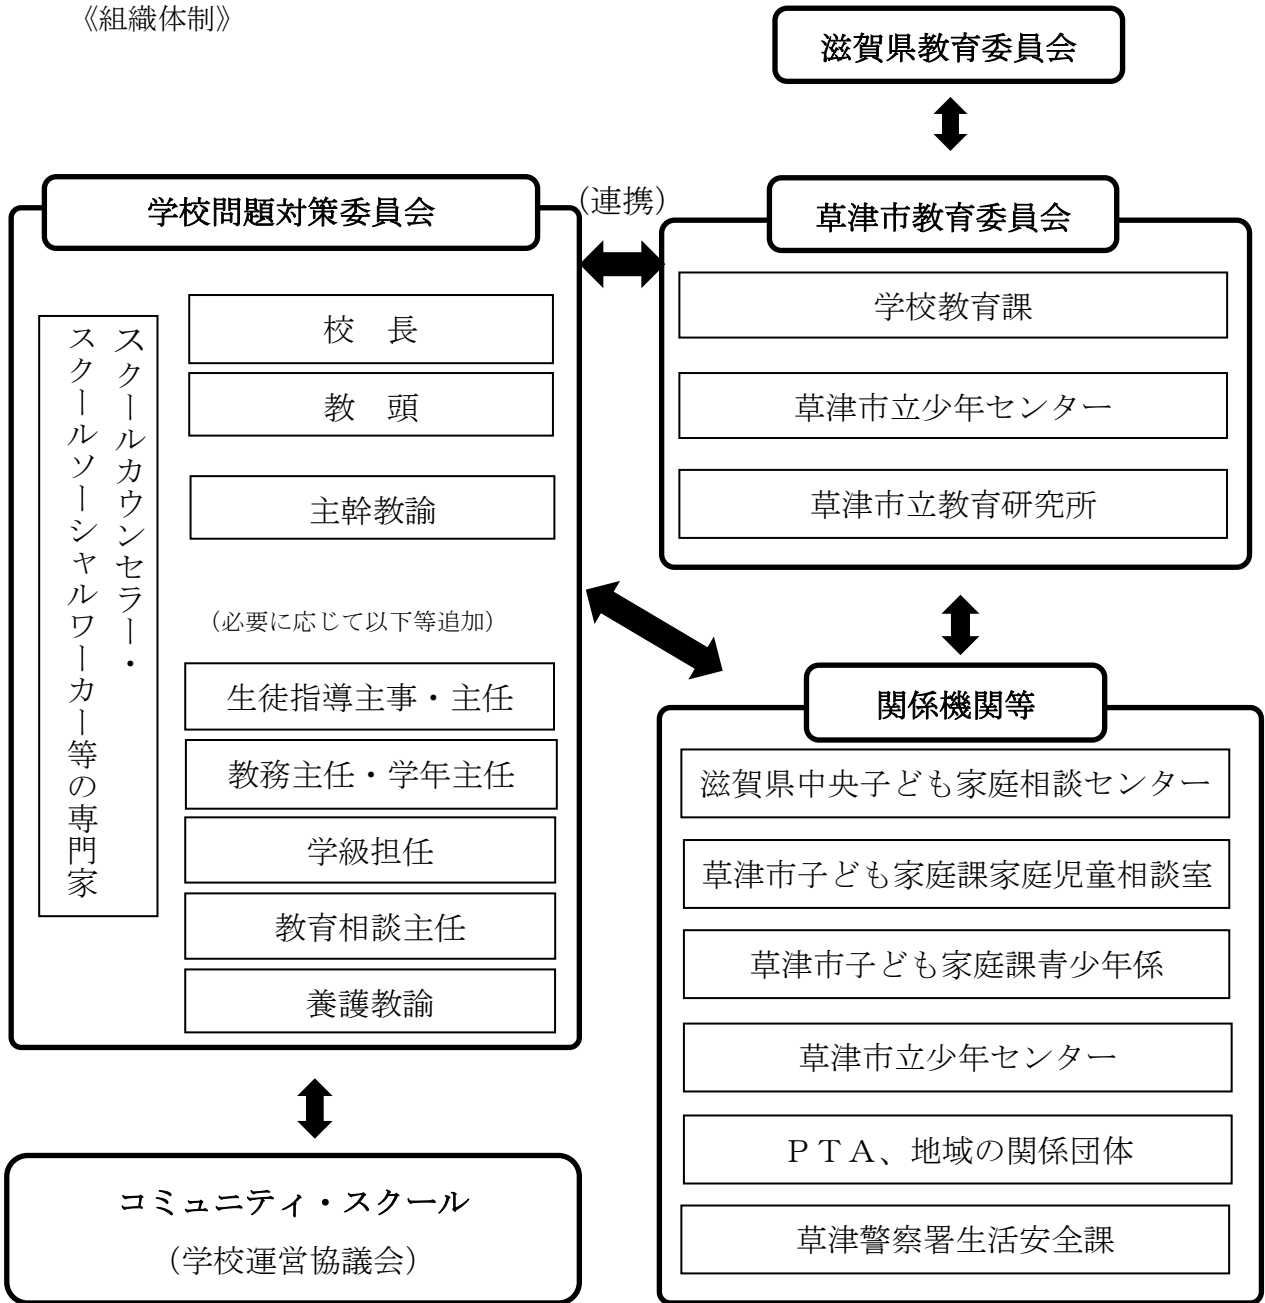 《組織体制》
滋賀県教育委員会
学校問題対策委員会
(連携)
草津市教育委員会
校　長
教　頭
主幹教諭
(必要に応じて以下等追加)
生徒指導主事・主任
教務主任・学年主任
学級担任
教育相談主任
養護教諭
スクールカウンセラー・
スクールソーシャルワーカー等の専門家
学校教育課
草津市立少年センター
草津市立教育研究所
関係機関等
滋賀県中央子ども家庭相談センター
草津市子ども家庭課家庭児童相談室
草津市子ども家庭課青少年係
草津市立少年センター
ＰＴＡ、地域の関係団体
草津警察署生活安全課
コミュニティ・スクール
(学校運営協議会)